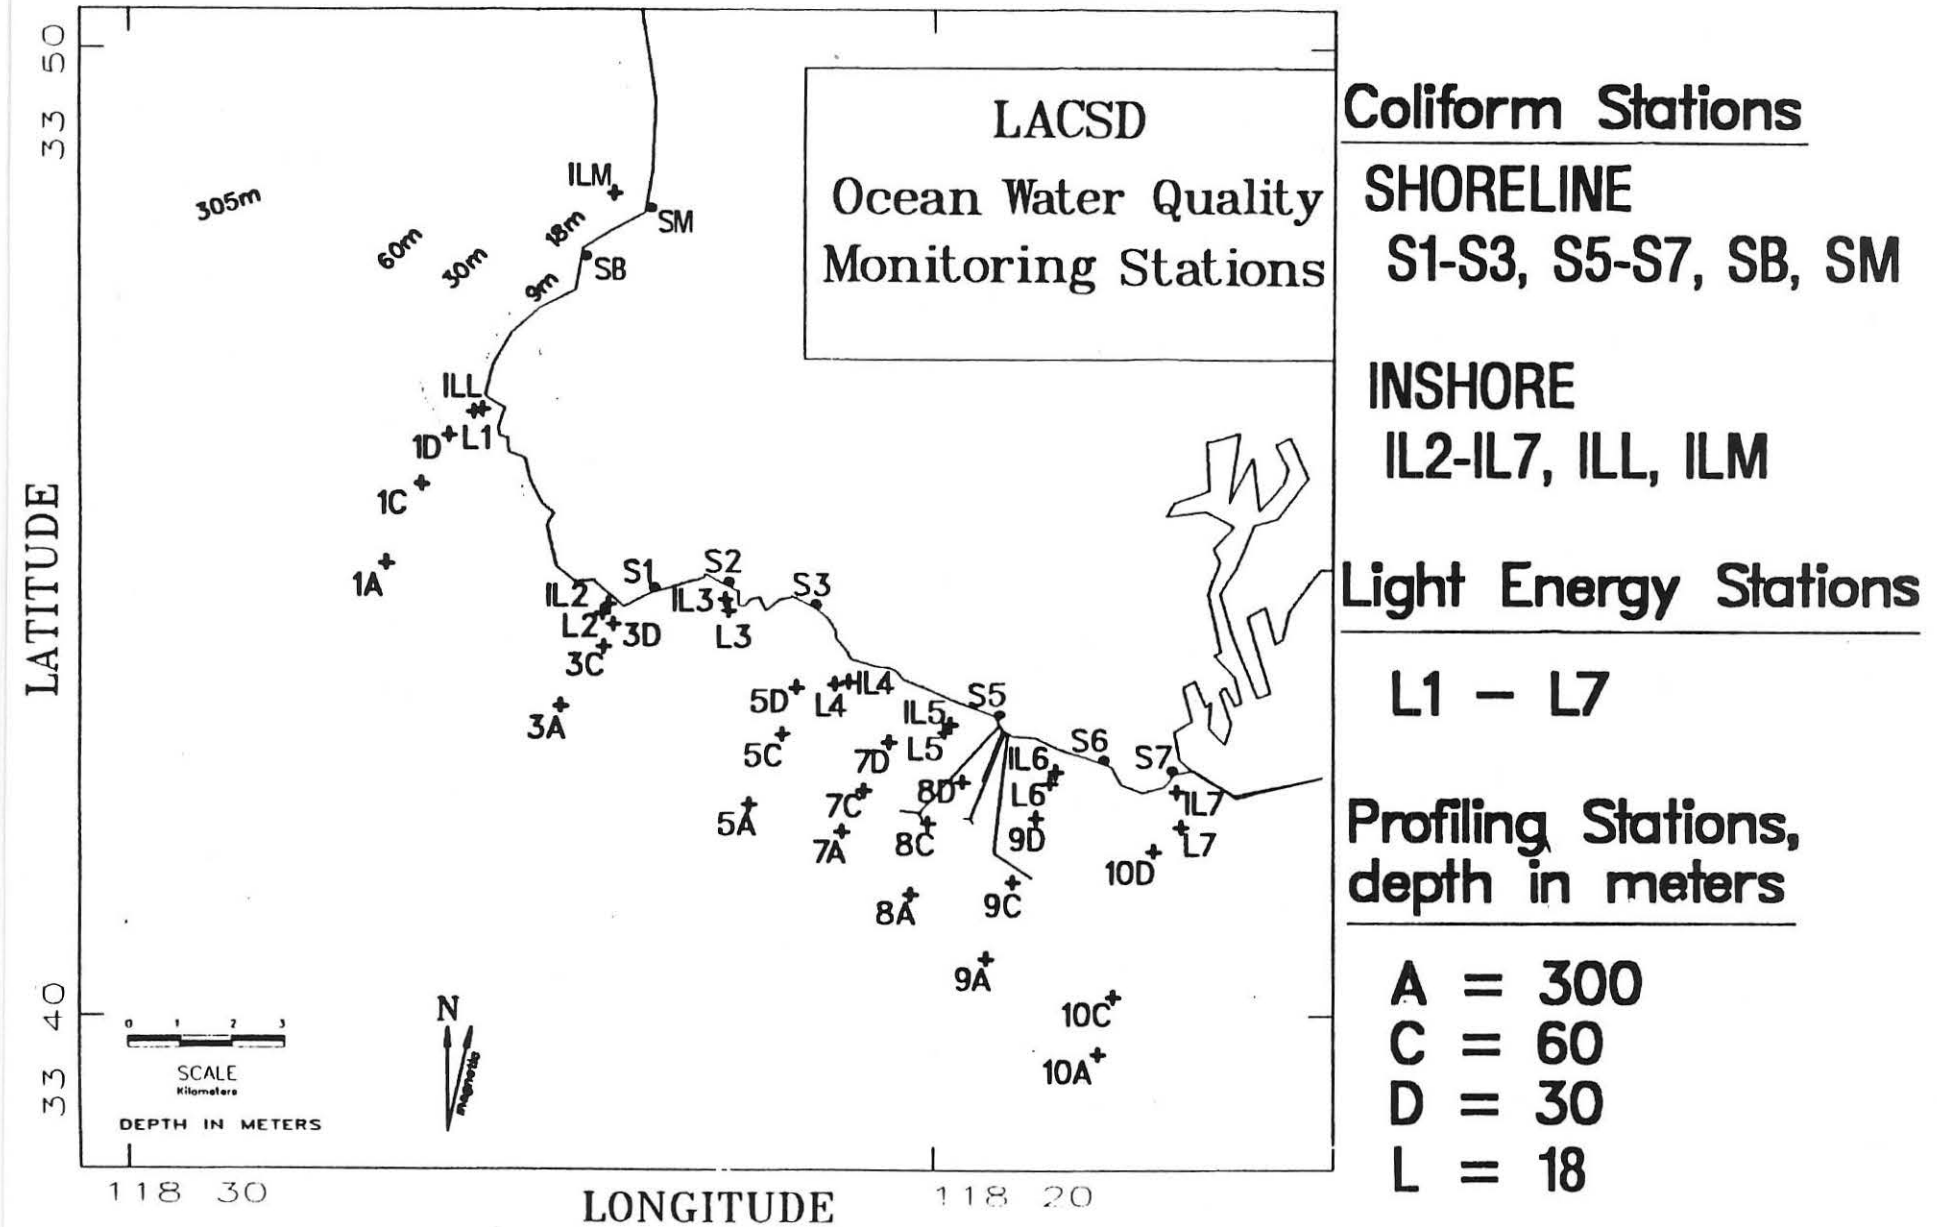 33 50
LACSD
Ocean Water Quality
Monitoring Stations
305m
60m
30m
18m
9m
ILM
SM
SB
ILL
1D
L1
1C
1A
IL2
S1
S2
S3
IL3
L2
3D
L3
3C
3A
5D
L4
IL4
S5
IL5
L5
5C
7D
S6
S7
IL6
8D
L6
7C
IL7
5A
7A
8C
9D
L7
10D
8A
9C
9A
10C
10A
LATITUDE
33 40
0 1 2 3
SCALE
Kilometers
DEPTH IN METERS
N
magnetic
118 30
LONGITUDE
118 20
Coliform Stations
SHORELINE
S1-S3, S5-S7, SB, SM
INSHORE
IL2-IL7, ILL, ILM
Light Energy Stations
L1 – L7
Profiling Stations,
depth in meters
A = 300
C = 60
D = 30
L = 18